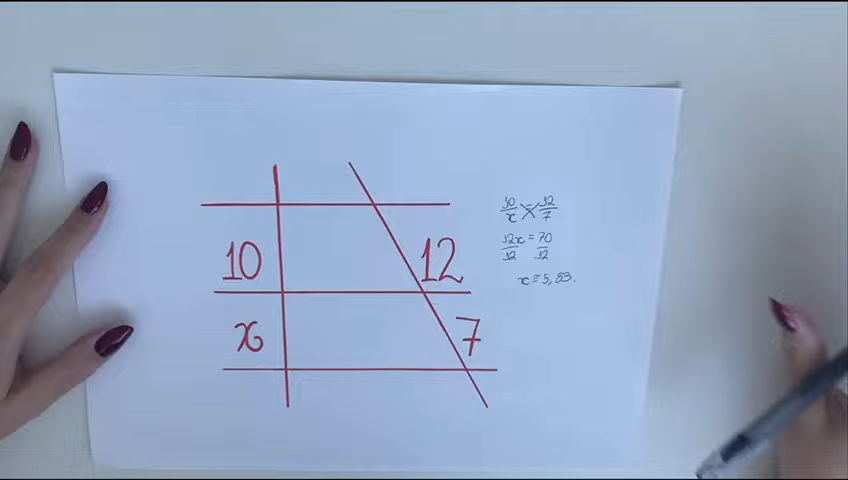 10 12
x 7
10/x = 12/7
12x/12 = 70/12
x ≅ 5,83.